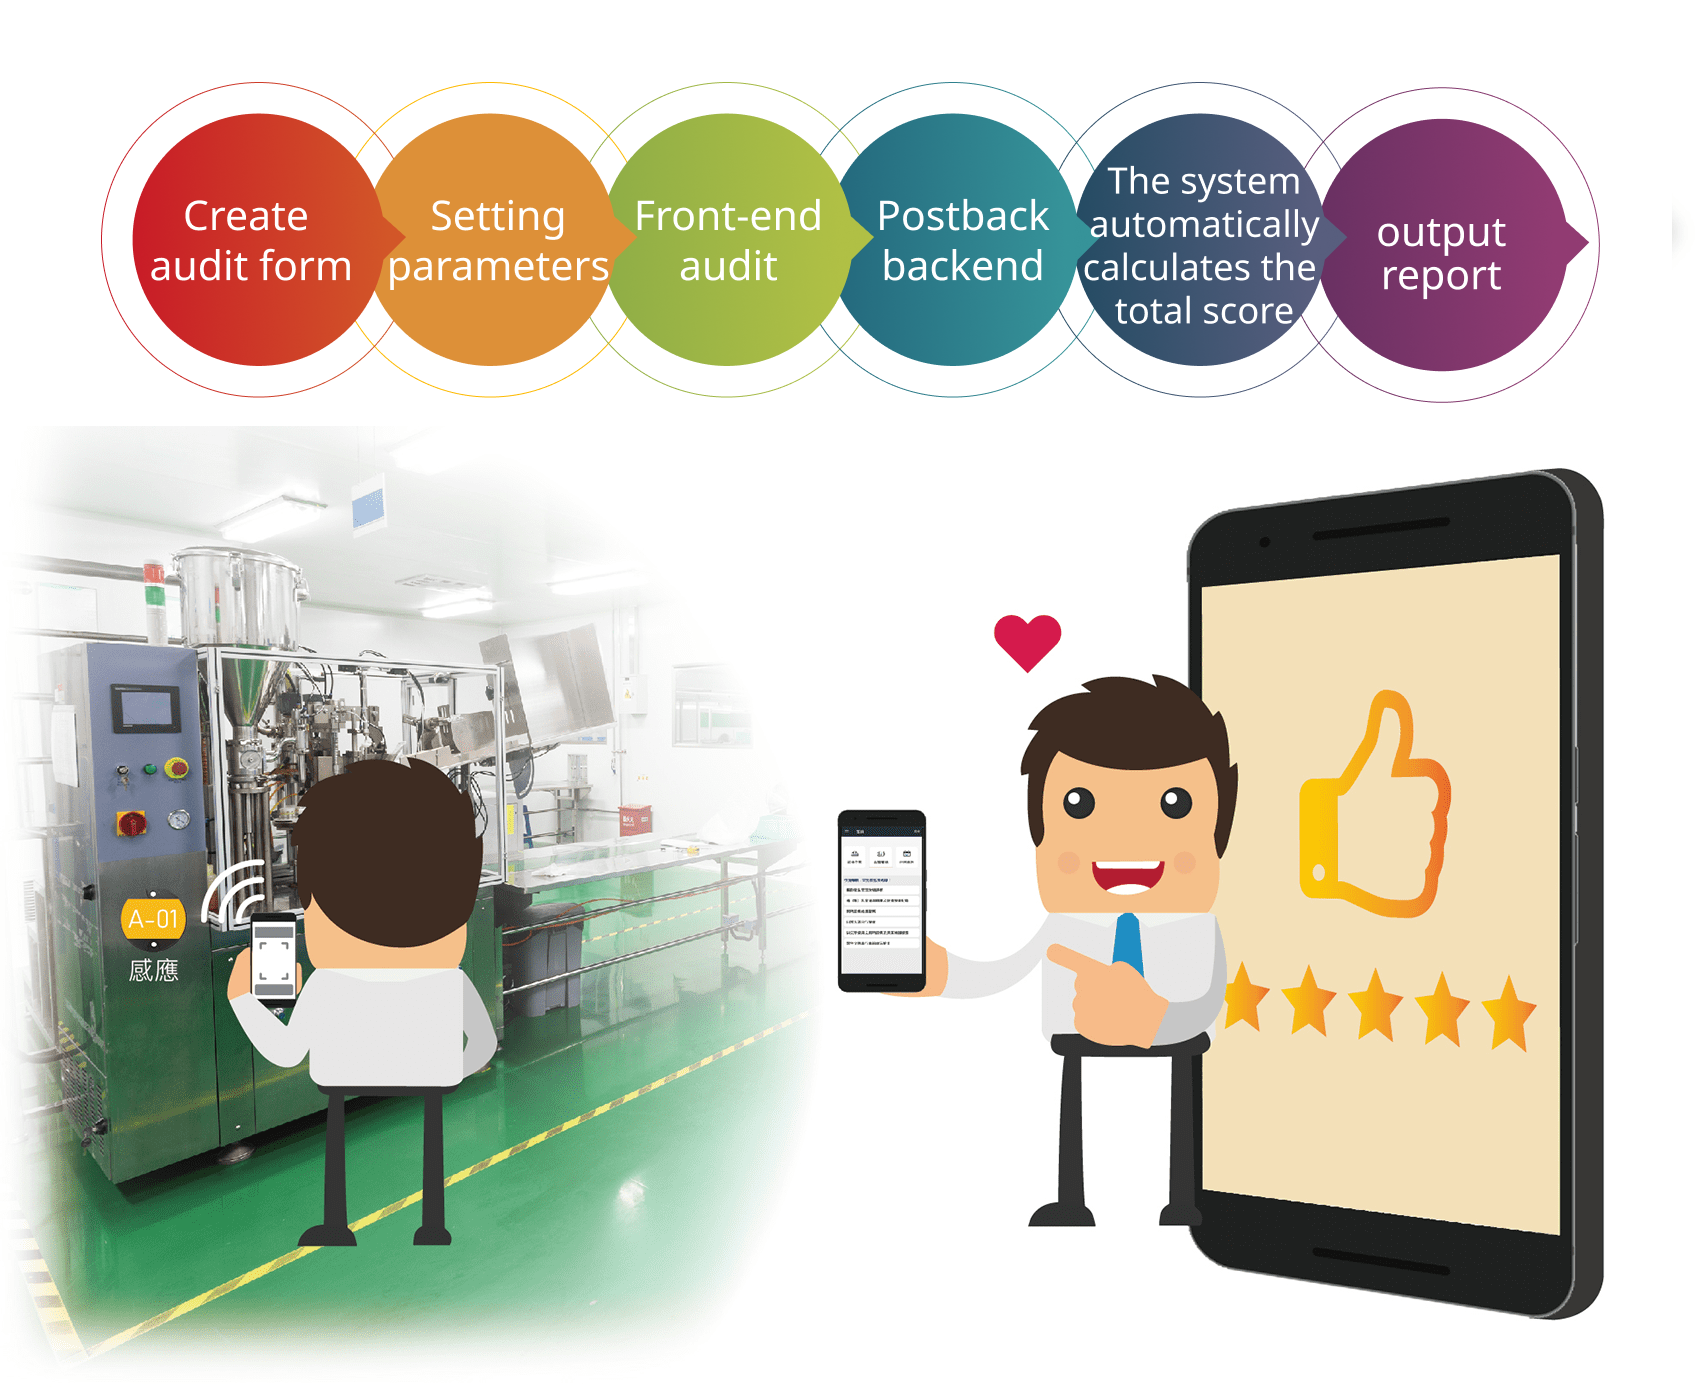 Create
audit form
Setting
parameters
Front-end
audit
Postback
backend
The system
automatically
calculates the
total score
output
report
A-01
感應